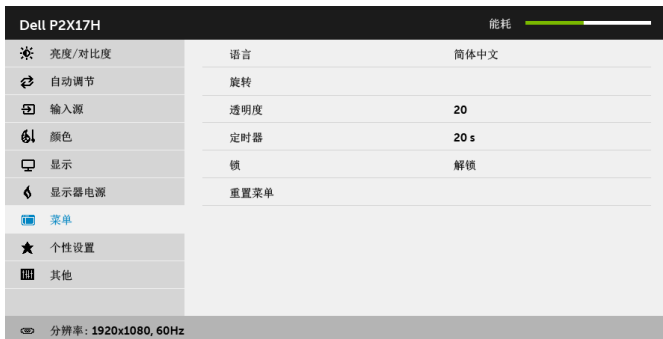 Dell P2X17H 能耗
亮度/对比度 语言 简体中文
自动调节 旋转
输入源 透明度 20
颜色 定时器 20 s
显示 锁 解锁
显示器电源 重置菜单
菜单
个性设置
其他
分辨率: 1920x1080, 60Hz